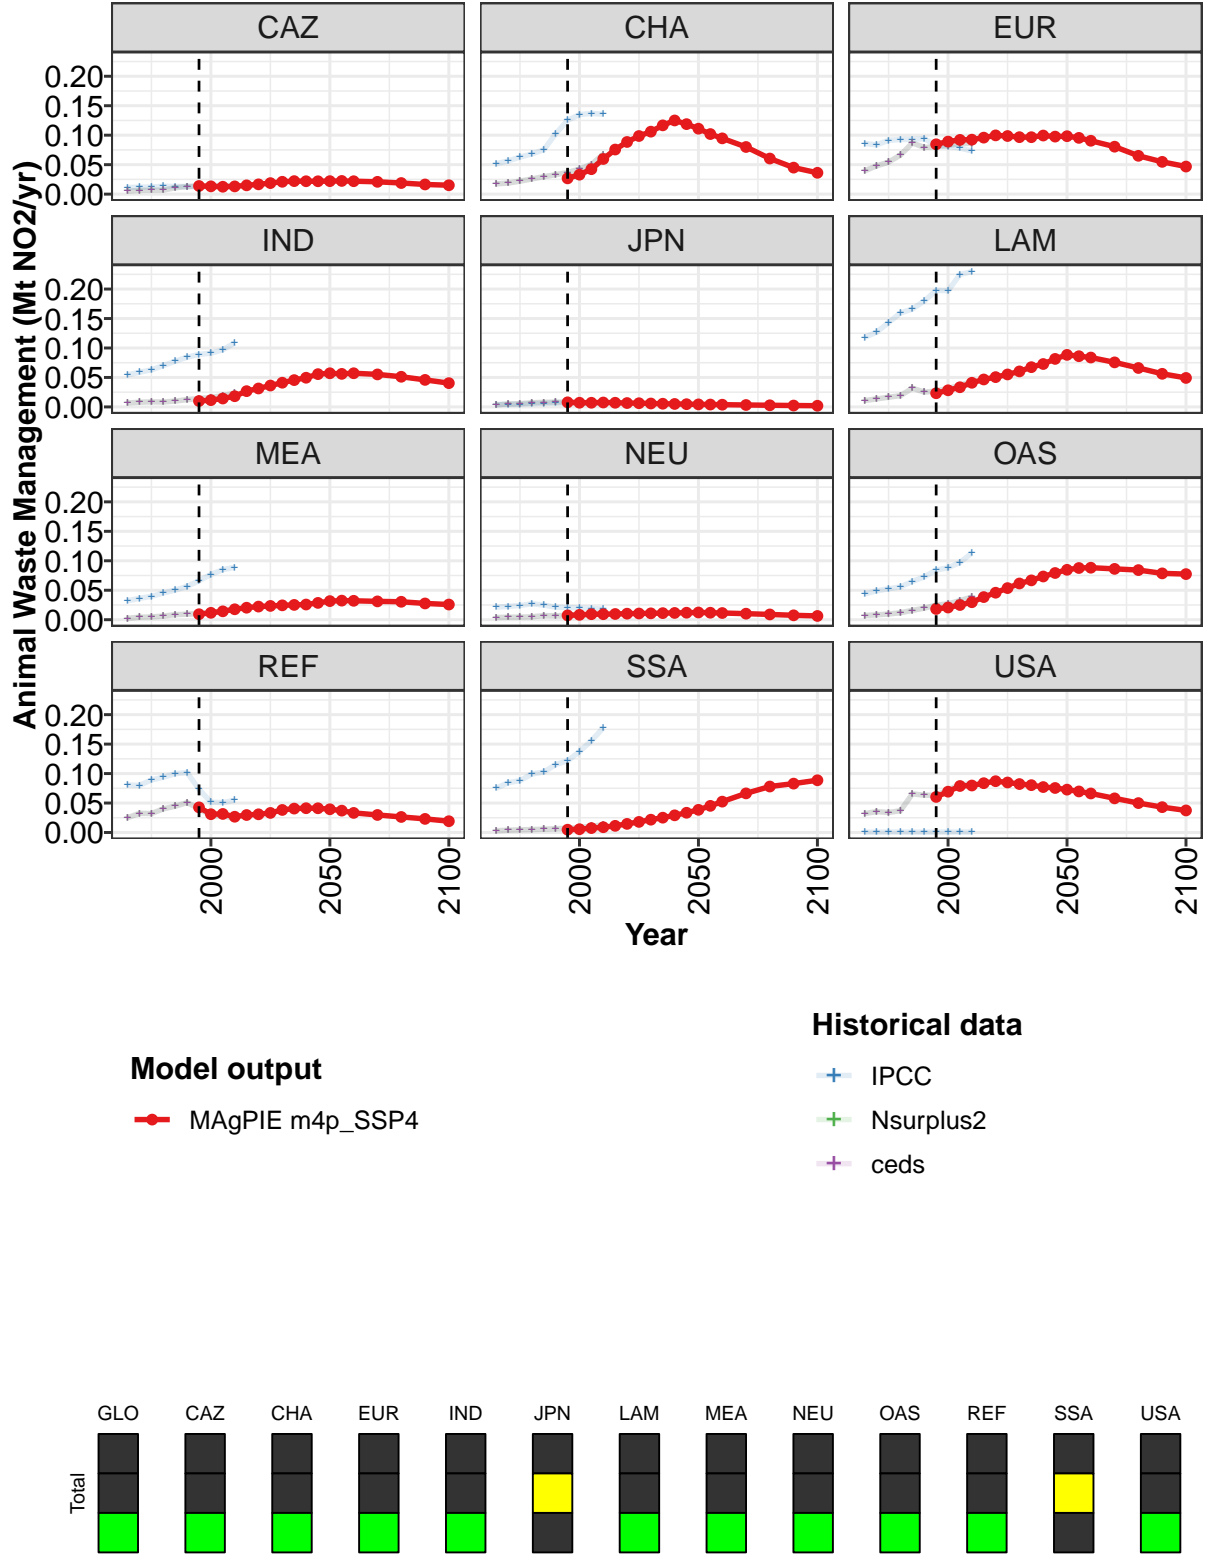 CAZ CHA EUR
0.20
0.15
0.10
0.05
0.00
IND JPN LAM
0.20
0.15
0.10
0.05
0.00
MEA NEU OAS
0.20
0.15
0.10
0.05
0.00
REF SSA USA
0.20
0.15
0.10
0.05
0.00
Animal Waste Management (Mt NO2/yr)
2000 2050 2100 2000 2050 2100 2000 2050 2100
Year
Model output
MAgPIE m4p_SSP4
Historical data
IPCC
Nsurplus2
ceds
GLO CAZ CHA EUR IND JPN LAM MEA NEU OAS REF SSA USA
Total